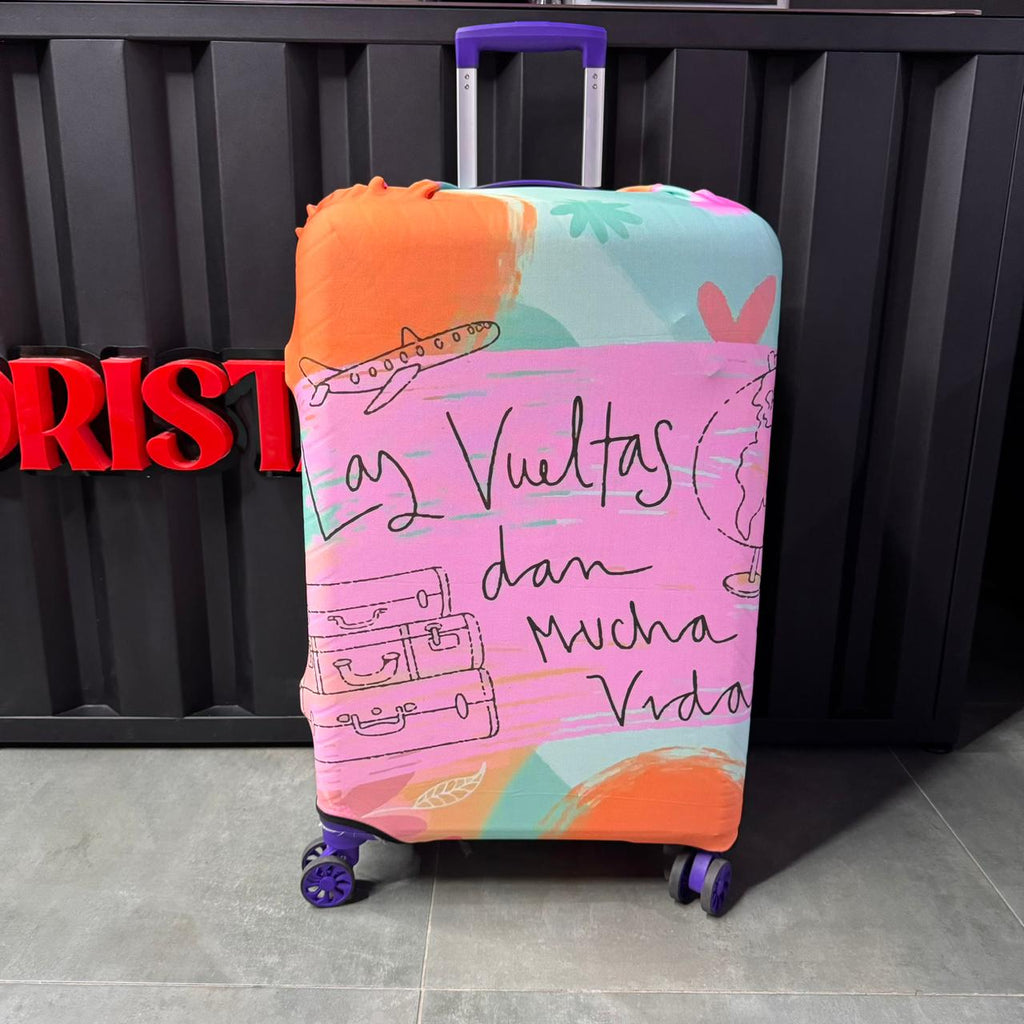 ORIST
Las Vueltas
dan
Mucha
Vida